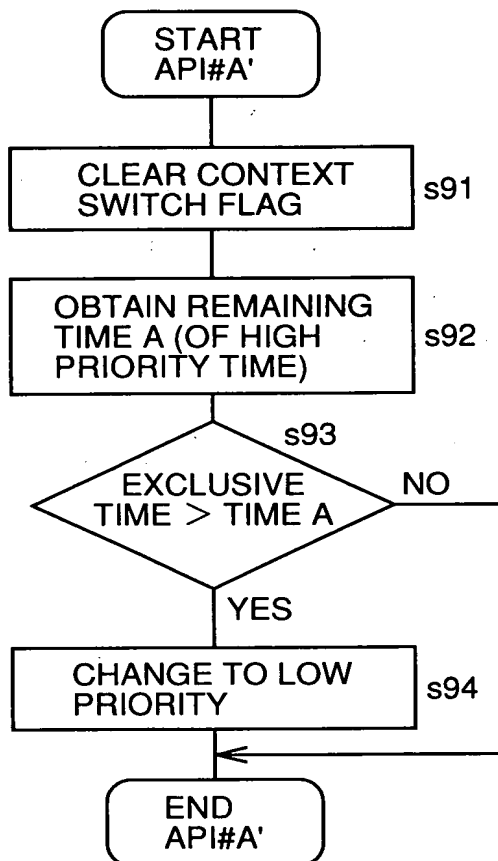 START
API#A'
CLEAR CONTEXT
SWITCH FLAG
s91
OBTAIN REMAINING
TIME A (OF HIGH
PRIORITY TIME)
s92
s93
EXCLUSIVE
TIME > TIME A
NO
YES
CHANGE TO LOW
PRIORITY
s94
END
API#A'